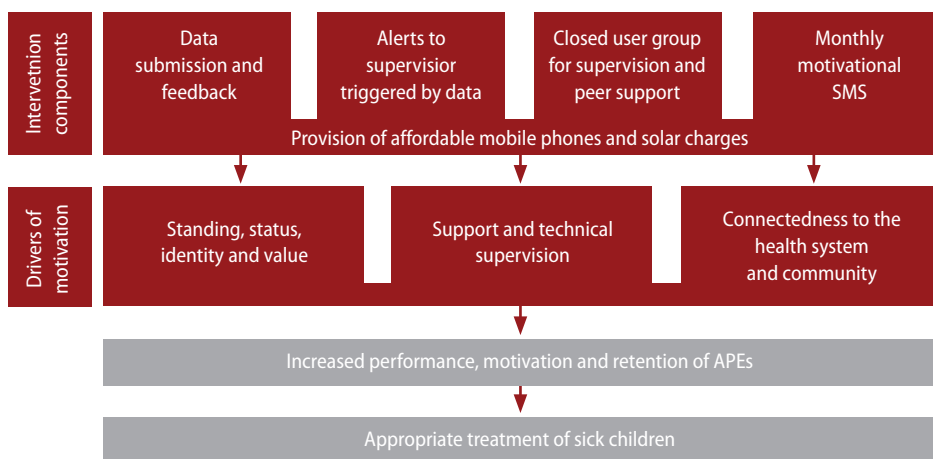 Intervetnion
components
Data
submission and
feedback
Alerts to
supervisior
triggered by data
Closed user group
for supervision and
peer support
Monthly
motivational
SMS
Provision of affordable mobile phones and solar charges
Drivers of
motivation
Standing, status,
identity and value
Support and technical
supervision
Connectedness to the
health system
and community
Increased performance, motivation and retention of APEs
Appropriate treatment of sick children